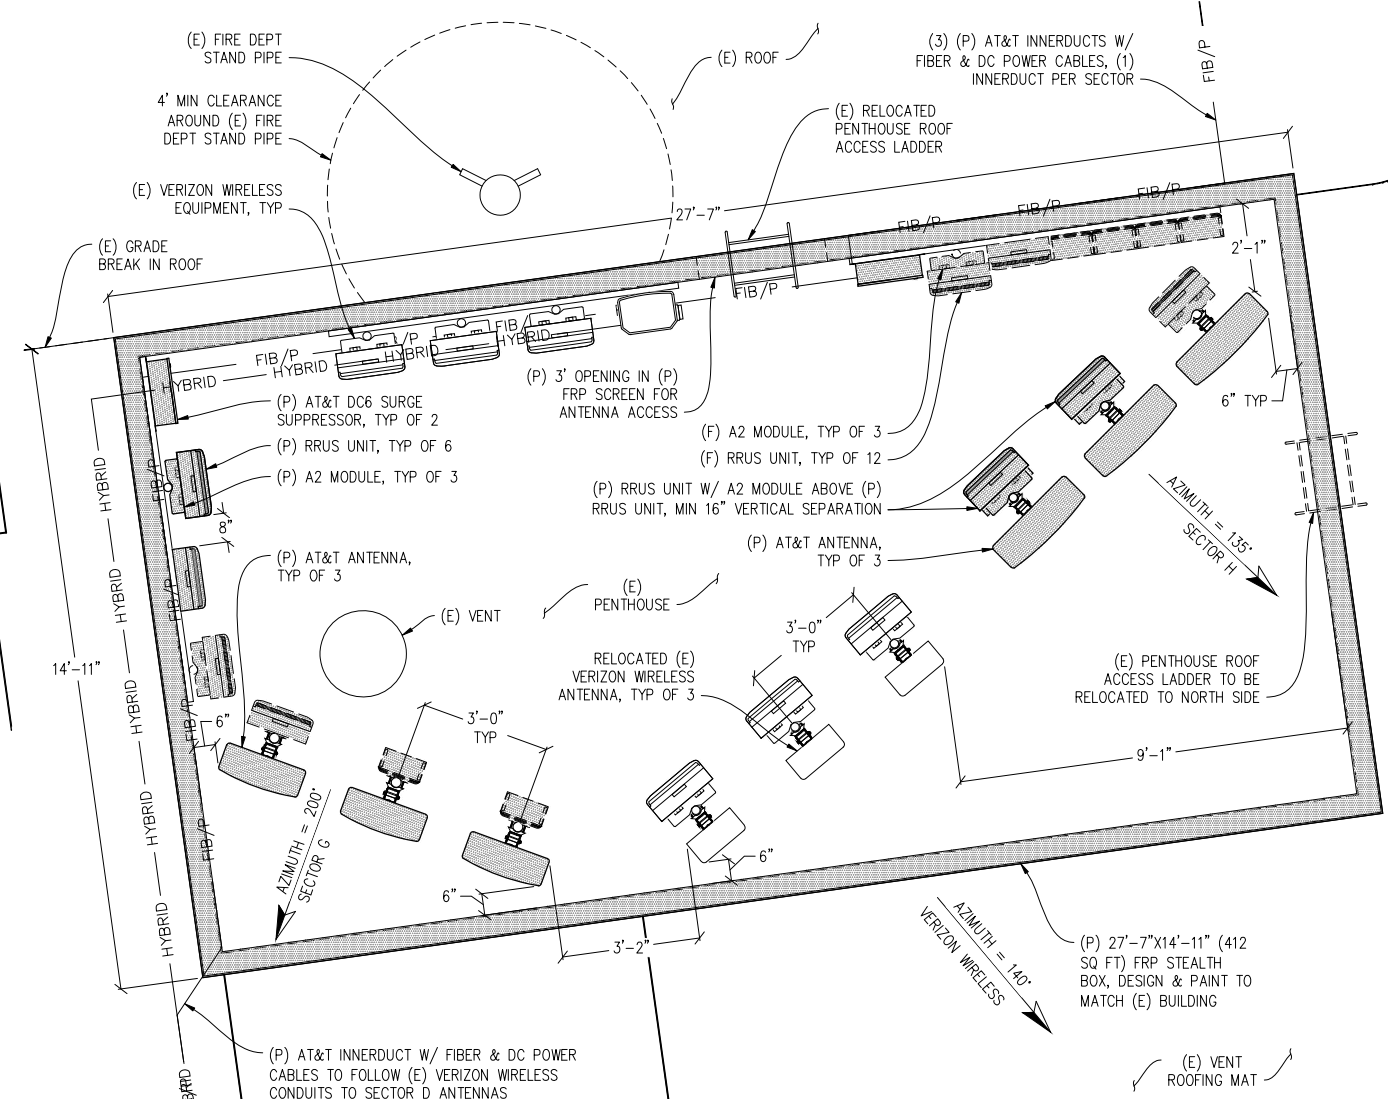 (E) FIRE DEPT
STAND PIPE
4' MIN CLEARANCE
AROUND (E) FIRE
DEPT STAND PIPE
(E) VERIZON WIRELESS
EQUIPMENT, TYP
(E) GRADE
BREAK IN ROOF
(E) ROOF
(3) (P) AT&T INNERDUCTS W/
FIBER & DC POWER CABLES, (1)
INNERDUCT PER SECTOR
FIB/P
(E) RELOCATED
PENTHOUSE ROOF
ACCESS LADDER
27'-7"
FIB/P
FIB/P
FIB/P
FIB/P
2'-1"
6" TYP
FIB/P
HYBRID
HYBRID
HYBRID
HYBRID
FIB
/P
(P) AT&T DC6 SURGE
SUPPRESSOR, TYP OF 2
(P) RRUS UNIT, TYP OF 6
(P) A2 MODULE, TYP OF 3
8"
(P) AT&T ANTENNA,
TYP OF 3
(P) 3' OPENING IN (P)
FRP SCREEN FOR
ANTENNA ACCESS
(F) A2 MODULE, TYP OF 3
(F) RRUS UNIT, TYP OF 12
(P) RRUS UNIT W/ A2 MODULE ABOVE (P)
RRUS UNIT, MIN 16" VERTICAL SEPARATION
(P) AT&T ANTENNA,
TYP OF 3
AZIMUTH = 135°
SECTOR H
(E)
PENTHOUSE
(E) VENT
3'-0"
TYP
RELOCATED (E)
VERIZON WIRELESS
ANTENNA, TYP OF 3
(E) PENTHOUSE ROOF
ACCESS LADDER TO BE
RELOCATED TO NORTH SIDE
14'-11"
HYBRID
HYBRID
HYBRID
HYBRID
HYBRID
FIB/P
FIB/P
FIB/P
FIB/P
6"
3'-0"
TYP
9'-1"
AZIMUTH = 200°
SECTOR G
6"
6"
3'-2"
AZIMUTH = 140°
VERIZON WIRELESS
(P) 27'-7"X14'-11" (412
SQ FT) FRP STEALTH
BOX, DESIGN & PAINT TO
MATCH (E) BUILDING
(P) AT&T INNERDUCT W/ FIBER & DC POWER
CABLES TO FOLLOW (E) VERIZON WIRELESS
CONDUITS TO SECTOR D ANTENNAS
(E) VENT
ROOFING MAT